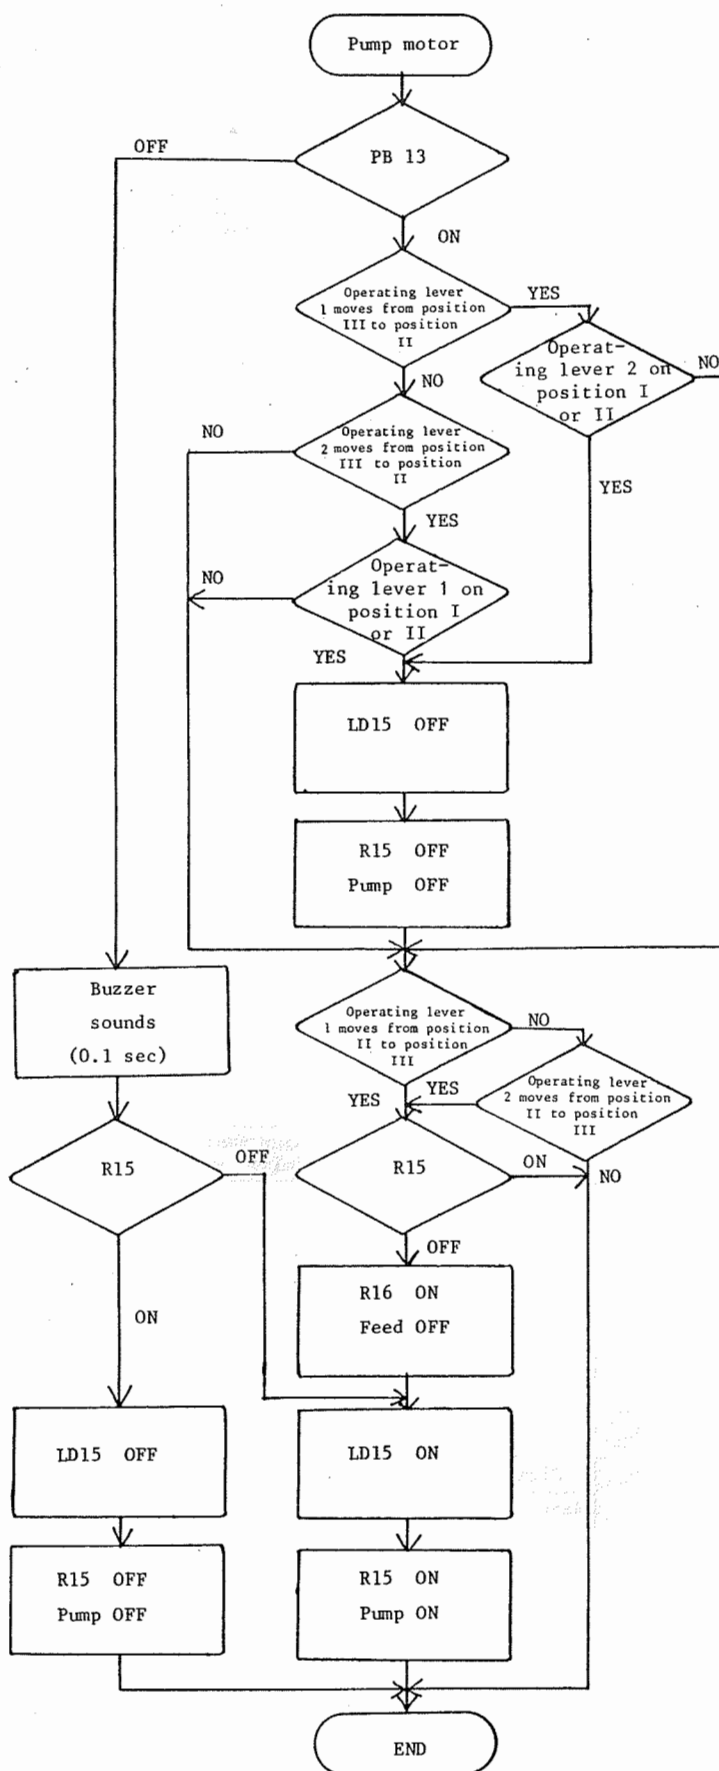 Pump motor
OFF
PB 13
ON
Operating lever
1 moves from position
III to position
II
YES
Operat-
ing lever 2 on
position I
or II
NO
NO
Operating lever
2 moves from position
III to position
II
NO
YES
YES
Operat-
ing lever 1 on
position I
or II
NO
YES
LD15 OFF
R15 OFF
Pump OFF
Buzzer
sounds
(0.1 sec)
Operating lever
1 moves from position
II to position
III
NO
Operating lever
2 moves from position
II to position
III
YES
YES
NO
R15
OFF
R15
ON
OFF
R16 ON
Feed OFF
ON
LD15 OFF
LD15 ON
R15 OFF
Pump OFF
R15 ON
Pump ON
END